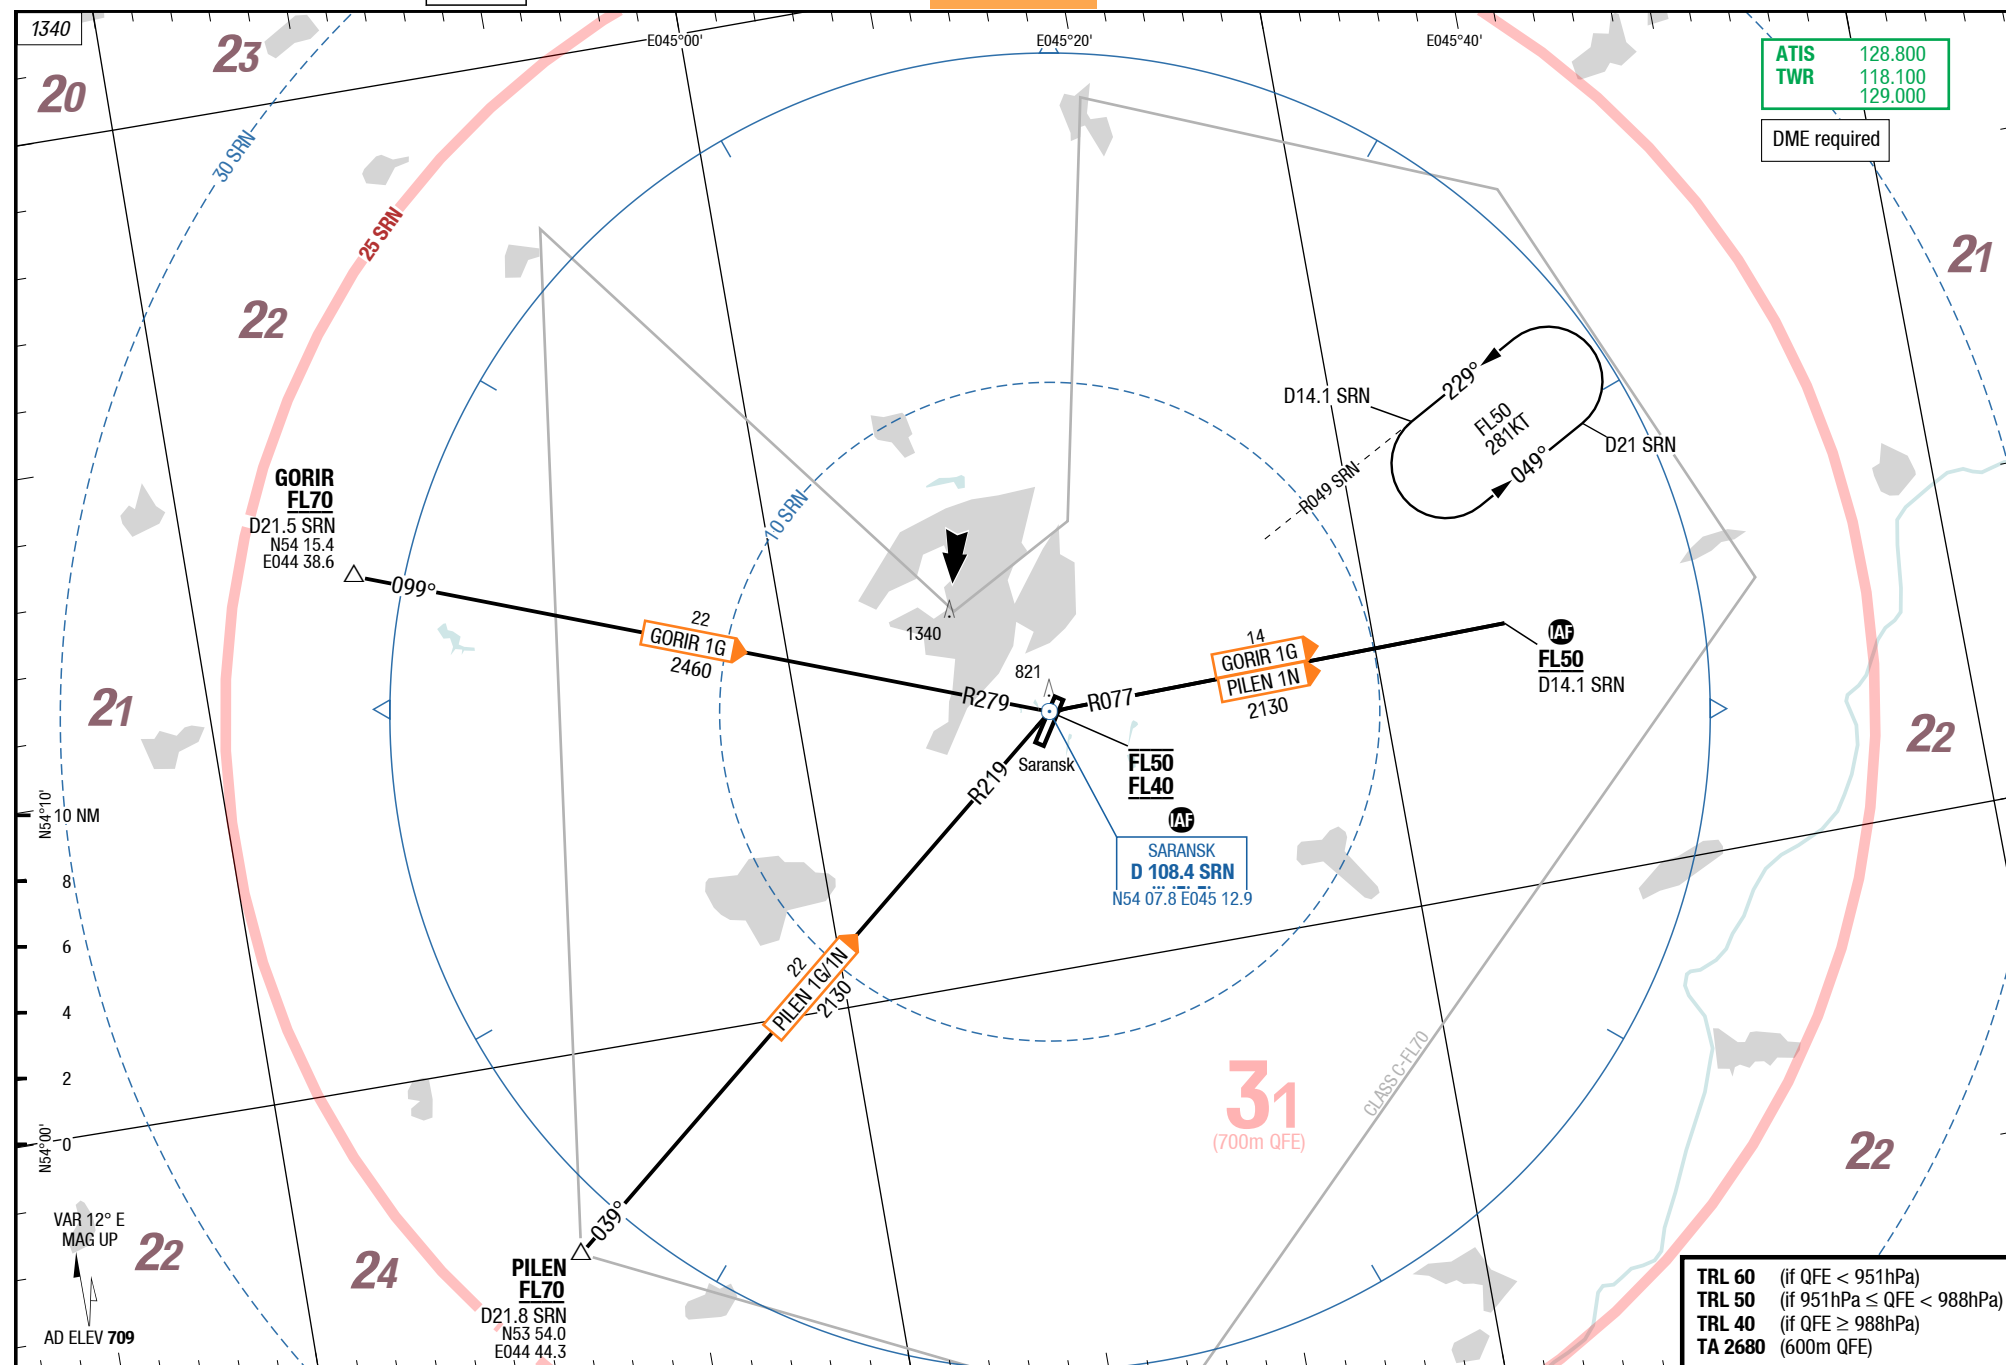 1340
E045°00'
E045°20'
E045°40'
ATIS 128.800
TWR 118.100
129.000
DME required
23
20
30 SRN
25 SRN
22
21
D14.1 SRN
229°
FL50
281KT
049°
D21 SRN
R049 SRN
GORIR
FL70
D21.5 SRN
N54 15.4
E044 38.6
099°
22
GORIR 1G
2460
10 SRN
1340
821
R279
R077
14
GORIR 1G
PILEN 1N
2130
IAF
FL50
D14.1 SRN
21
22
Saransk
FL50
FL40
IAF
SARANSK
D 108.4 SRN
N54 07.8 E045 12.9
R219
22
PILEN 1G/1N
2130
039°
N54°10'
10 NM
8
6
4
2
0
N54°00'
31
(700m QFE)
CLASS C-FL70
22
VAR 12° E
MAG UP
AD ELEV 709
22
24
PILEN
FL70
D21.8 SRN
N53 54.0
E044 44.3
TRL 60 (if QFE < 951hPa)
TRL 50 (if 951hPa ≤ QFE < 988hPa)
TRL 40 (if QFE ≥ 988hPa)
TA 2680 (600m QFE)